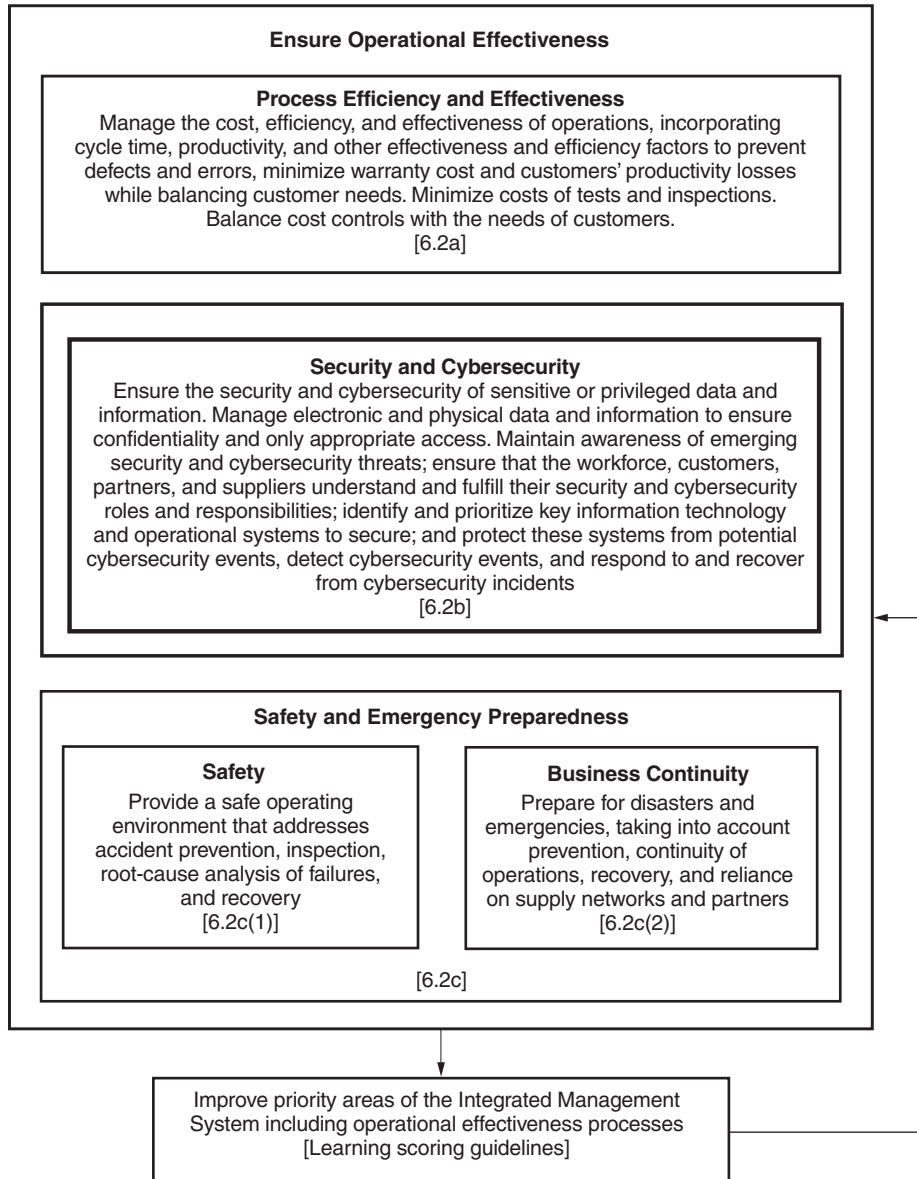 Ensure Operational Effectiveness
Process Efficiency and Effectiveness
Manage the cost, efficiency, and effectiveness of operations, incorporating
cycle time, productivity, and other effectiveness and efficiency factors to prevent
defects and errors, minimize warranty cost and customers’ productivity losses
while balancing customer needs. Minimize costs of tests and inspections.
Balance cost controls with the needs of customers.
[6.2a]
Security and Cybersecurity
Ensure the security and cybersecurity of sensitive or privileged data and
information. Manage electronic and physical data and information to ensure
confidentiality and only appropriate access. Maintain awareness of emerging
security and cybersecurity threats; ensure that the workforce, customers,
partners, and suppliers understand and fulfill their security and cybersecurity
roles and responsibilities; identify and prioritize key information technology
and operational systems to secure; and protect these systems from potential
cybersecurity events, detect cybersecurity events, and respond to and recover
from cybersecurity incidents
[6.2b]
Safety and Emergency Preparedness
Safety
Provide a safe operating
environment that addresses
accident prevention, inspection,
root-cause analysis of failures,
and recovery
[6.2c(1)]
Business Continuity
Prepare for disasters and
emergencies, taking into account
prevention, continuity of
operations, recovery, and reliance
on supply networks and partners
[6.2c(2)]
[6.2c]
Improve priority areas of the Integrated Management
System including operational effectiveness processes
[Learning scoring guidelines]